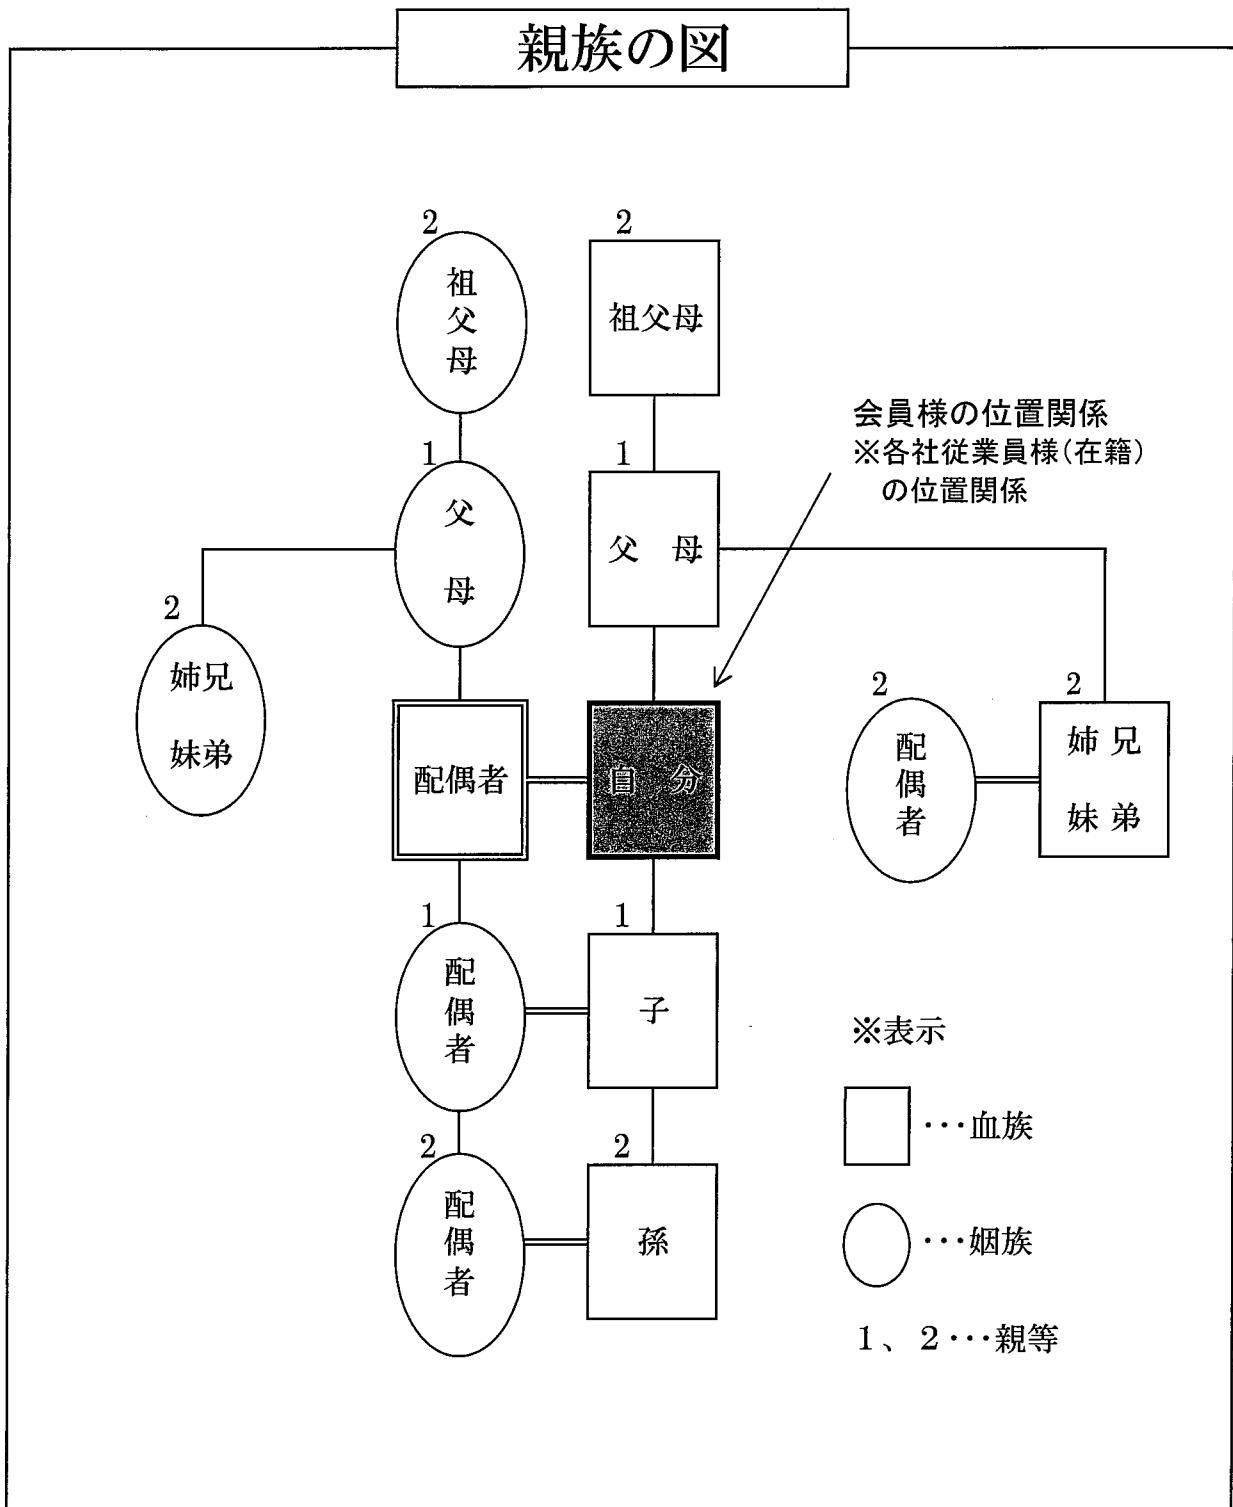 親族の図
2
祖父母
2
祖父母
会員様の位置関係
※各社従業員様(在籍)
の位置関係
1
父母
1
父　母
2
姉兄
妹弟
配偶者
自　分
2
配偶者
2
姉兄
妹弟
1
配偶者
1
子
2
配偶者
2
孫
※表示
・・・血族
・・・姻族
1、2・・・親等